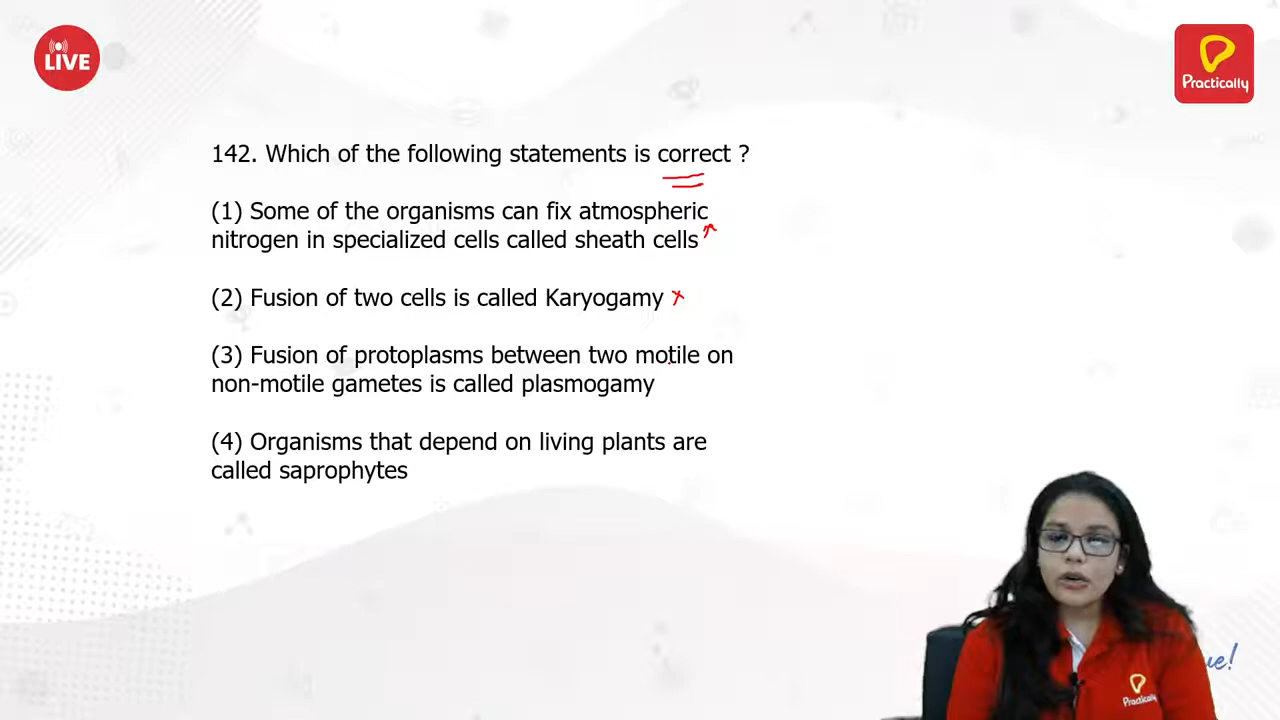 LIVE
Practically
142. Which of the following statements is correct ?
(1) Some of the organisms can fix atmospheric
nitrogen in specialized cells called sheath cells
(2) Fusion of two cells is called Karyogamy
(3) Fusion of protoplasms between two motile on
non-motile gametes is called plasmogamy
(4) Organisms that depend on living plants are
called saprophytes
Practically